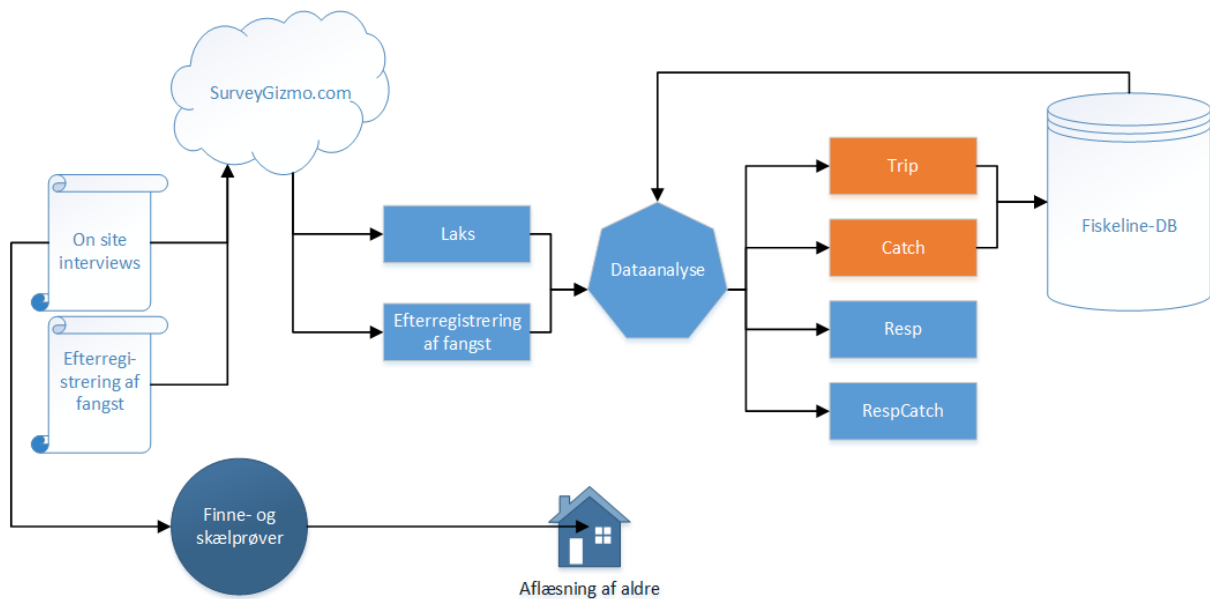 SurveyGizmo.com
On site
interviews
Efterregi-
strering af
fangst
Laks
Efterregistrering
af fangst
Dataanalyse
Trip
Catch
Resp
RespCatch
Fiskeline-DB
Finne- og
skælprøver
Aflæsning af aldre